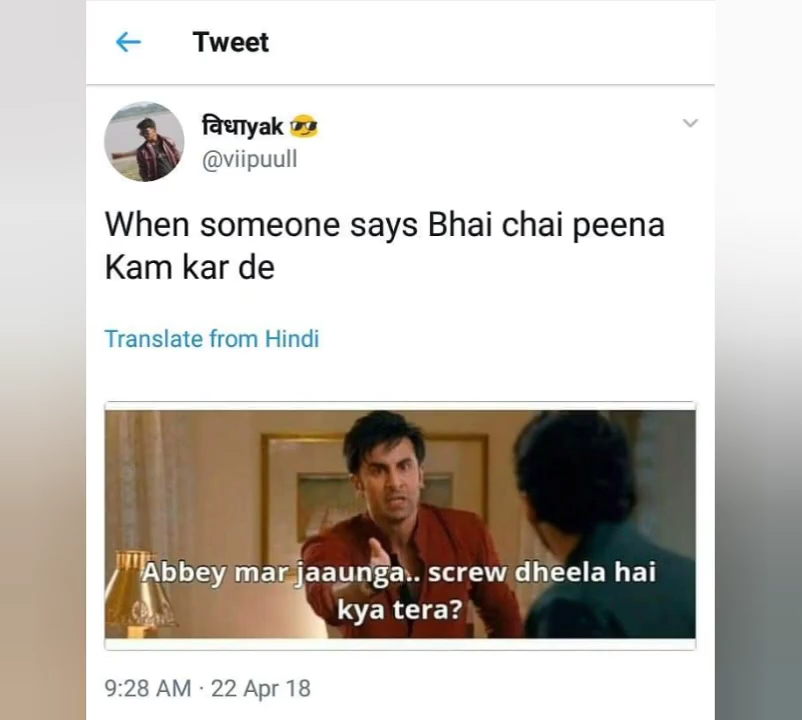 Tweet
विधाyak 😎
@viipuull
When someone says Bhai chai peena
Kam kar de
Translate from Hindi
Abbey mar jaaunga.. screw dheela hai
kya tera?
9:28 AM · 22 Apr 18